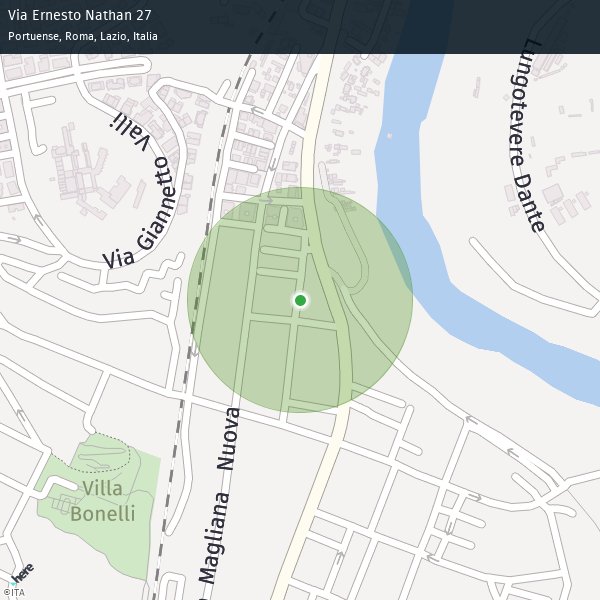 Via Ernesto Nathan 27
Portuense, Roma, Lazio, Italia
Lungotevere Dante
Via Giannetto Valli
Magliana Nuova
Villa
Bonelli
here
©ITA